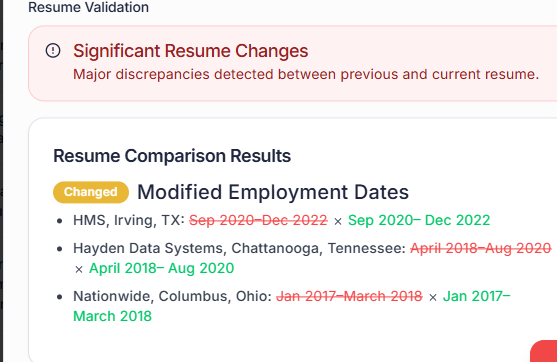 Resume Validation
Significant Resume Changes
Major discrepancies detected between previous and current resume.
Resume Comparison Results
Changed Modified Employment Dates
• HMS, Irving, TX: Sep 2020–Dec 2022 × Sep 2020– Dec 2022
• Hayden Data Systems, Chattanooga, Tennessee: April 2018–Aug 2020
× April 2018– Aug 2020
• Nationwide, Columbus, Ohio: Jan 2017–March 2018 × Jan 2017–
March 2018